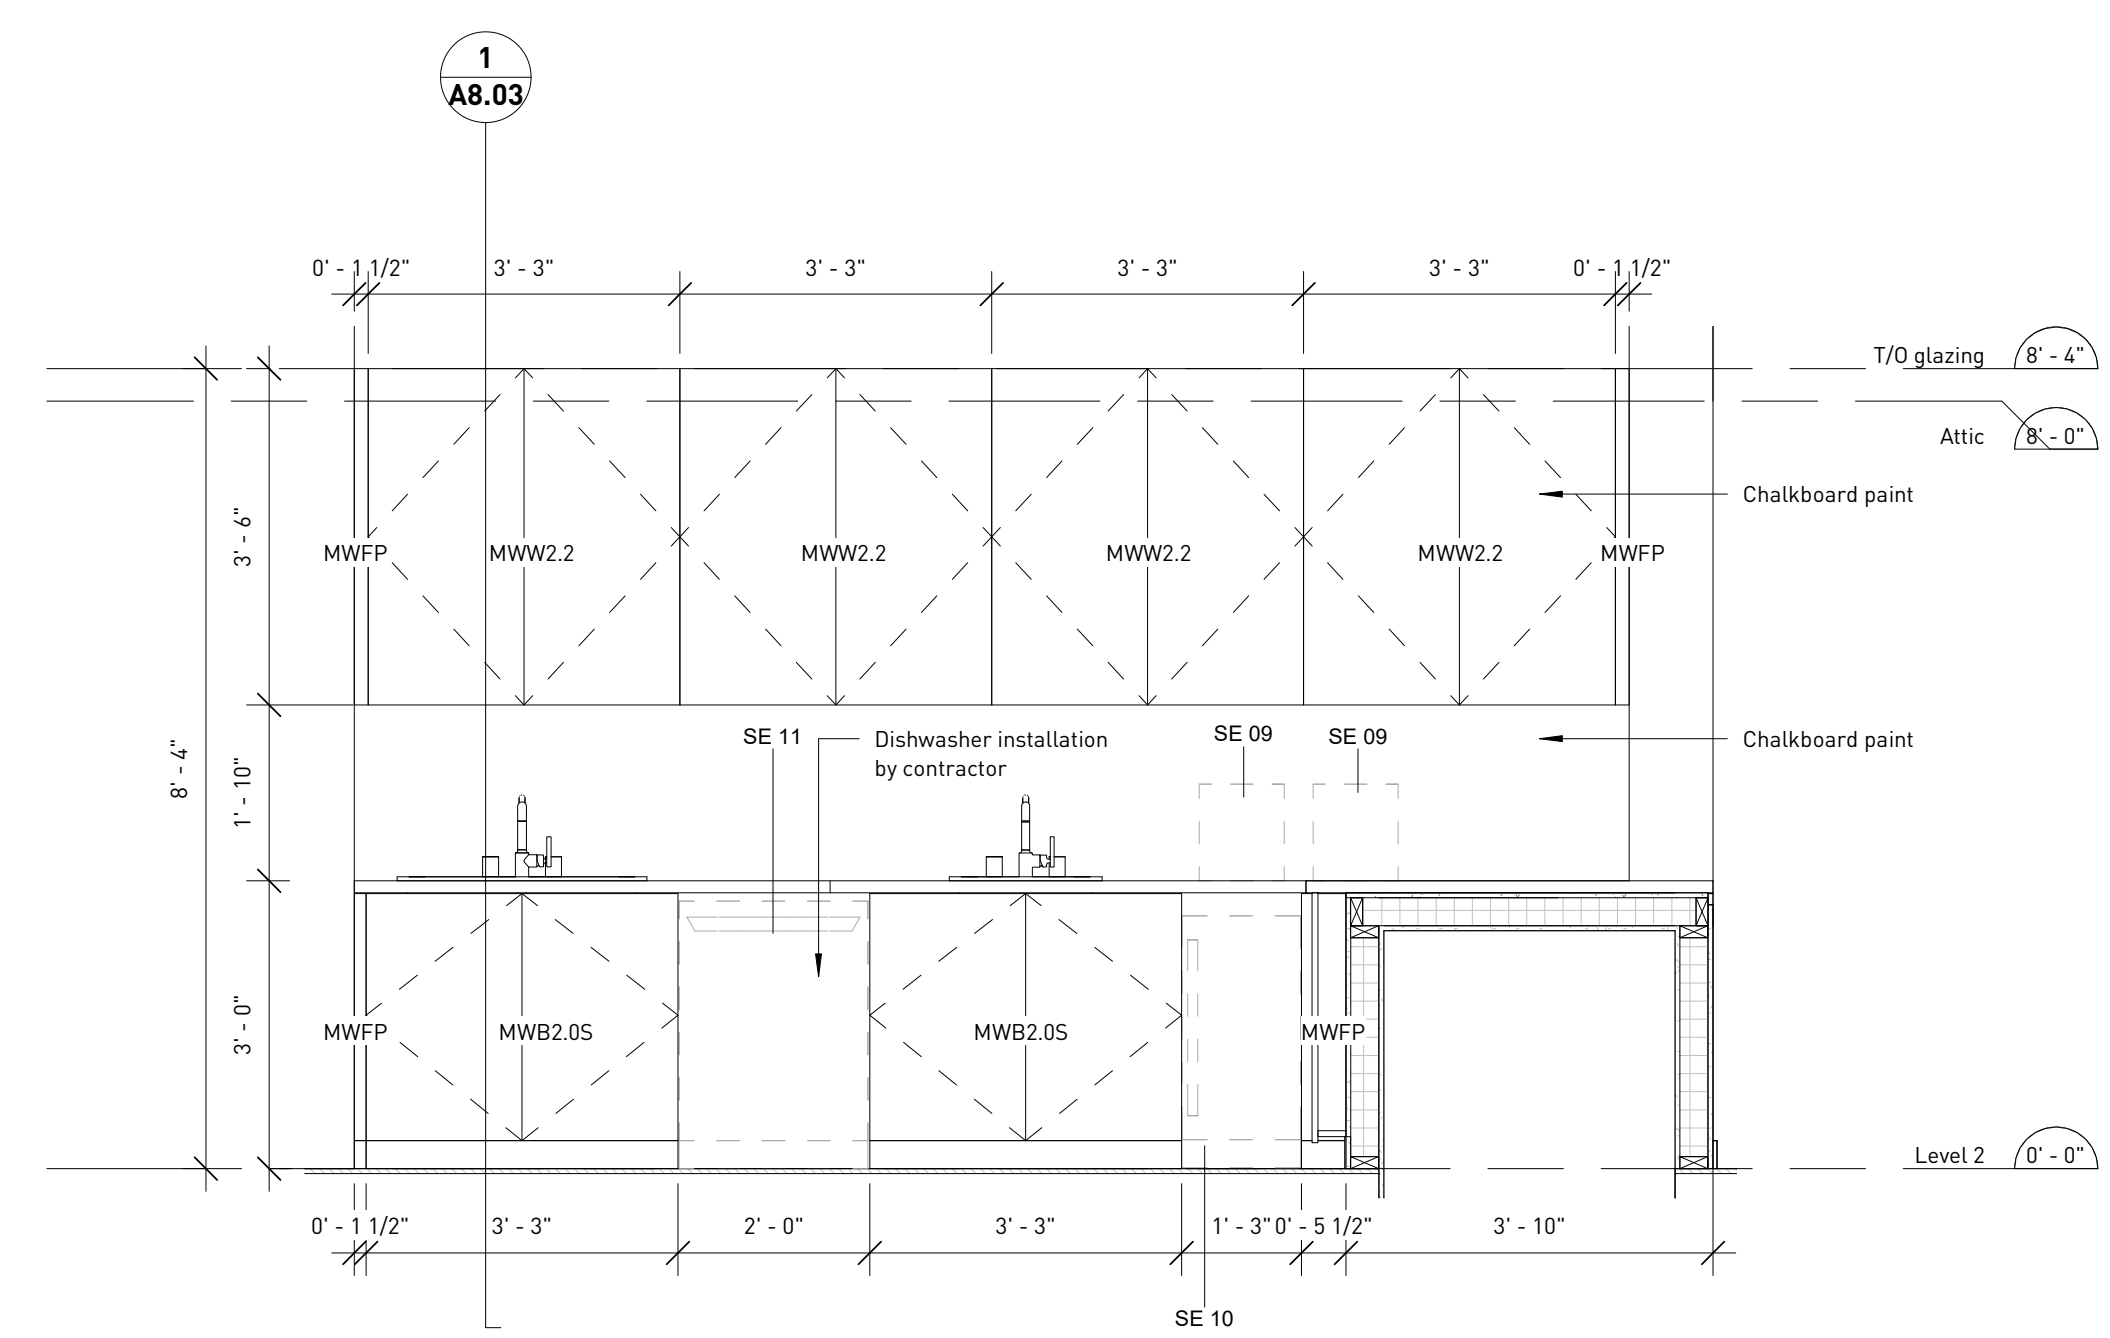 1
A8.03
0' - 1 1/2"
3' - 3"
3' - 3"
3' - 3"
3' - 3"
0' - 1 1/2"
T/O glazing
8' - 4"
Attic
8' - 0"
Chalkboard paint
3' - 6"
MWFP
MWW2.2
MWW2.2
MWW2.2
MWW2.2
MWFP
SE 11
Dishwasher installation
by contractor
SE 09
SE 09
Chalkboard paint
8' - 4"
1' - 10"
3' - 0"
MWFP
MWB2.0S
MWB2.0S
MWFP
Level 2
0' - 0"
0' - 1 1/2"
3' - 3"
2' - 0"
3' - 3"
1' - 3"
0' - 5 1/2"
3' - 10"
SE 10